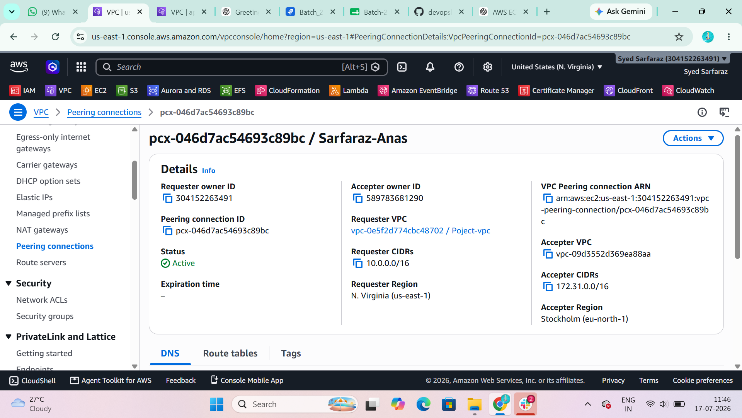 (9) Wha
VPC | u
VPC | a
Greetin
Batch_
Batch-2
devops
AWS E
Ask Gemini
us-east-1.console.aws.amazon.com/vpcconsole/home?region=us-east-1#PeeringConnectionDetails:VpcPeeringConnectionId=pcx-046d7ac54693c89bc
aws
Search
[Alt+S]
United States (N. Virginia) ▼
Syed Sarfaraz (304152263491) ▼
Syed Sarfaraz
IAM VPC EC2 S3 Aurora and RDS EFS CloudFormation Lambda Amazon EventBridge Route 53 Certificate Manager CloudFront CloudWatch
VPC > Peering connections > pcx-046d7ac54693c89bc
Egress-only internet
gateways
Carrier gateways
DHCP option sets
Elastic IPs
Managed prefix lists
NAT gateways
Peering connections
Route servers
Security
Network ACLs
Security groups
PrivateLink and Lattice
Getting started
Endpoints
pcx-046d7ac54693c89bc / Sarfaraz-Anas
Actions ▼
Details Info
Requester owner ID
304152263491
Peering connection ID
pcx-046d7ac54693c89bc
Status
Active
Expiration time
–
Accepter owner ID
589783681290
Requester VPC
vpc-0e5f2d774cbc48702 / Poject-vpc
Requester CIDRs
10.0.0.0/16
Requester Region
N. Virginia (us-east-1)
VPC Peering connection ARN
arn:aws:ec2:us-east-1:304152263491:vpc
-peering-connection/pcx-046d7ac54693c89b
c
Accepter VPC
vpc-09d3552d369ea88aa
Accepter CIDRs
172.31.0.0/16
Accepter Region
Stockholm (eu-north-1)
DNS
Route tables
Tags
CloudShell
Agent Toolkit for AWS
Feedback
Console Mobile App
© 2026, Amazon Web Services, Inc. or its affiliates.
Privacy
Terms
Cookie preferences
27°C
Cloudy
Search
ENG
IN
11:46
17-07-2026